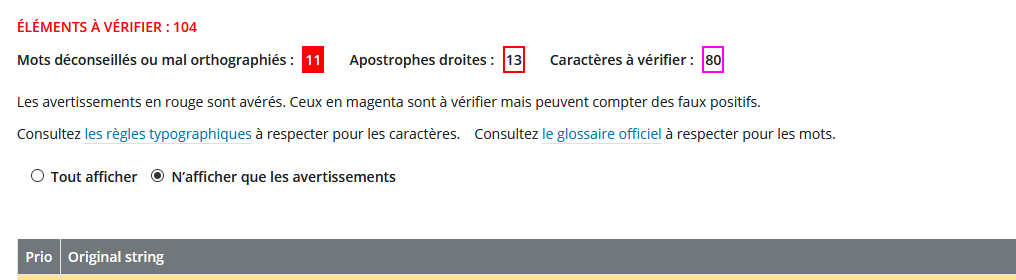 ÉLÉMENTS À VÉRIFIER : 104
Mots déconseillés ou mal orthographiés : 11 Apostrophes droites : 13 Caractères à vérifier : 80
Les avertissements en rouge sont avérés. Ceux en magenta sont à vérifier mais peuvent compter des faux positifs.
Consultez les règles typographiques à respecter pour les caractères. Consultez le glossaire officiel à respecter pour les mots.
Tout afficher N’afficher que les avertissements
Prio Original string